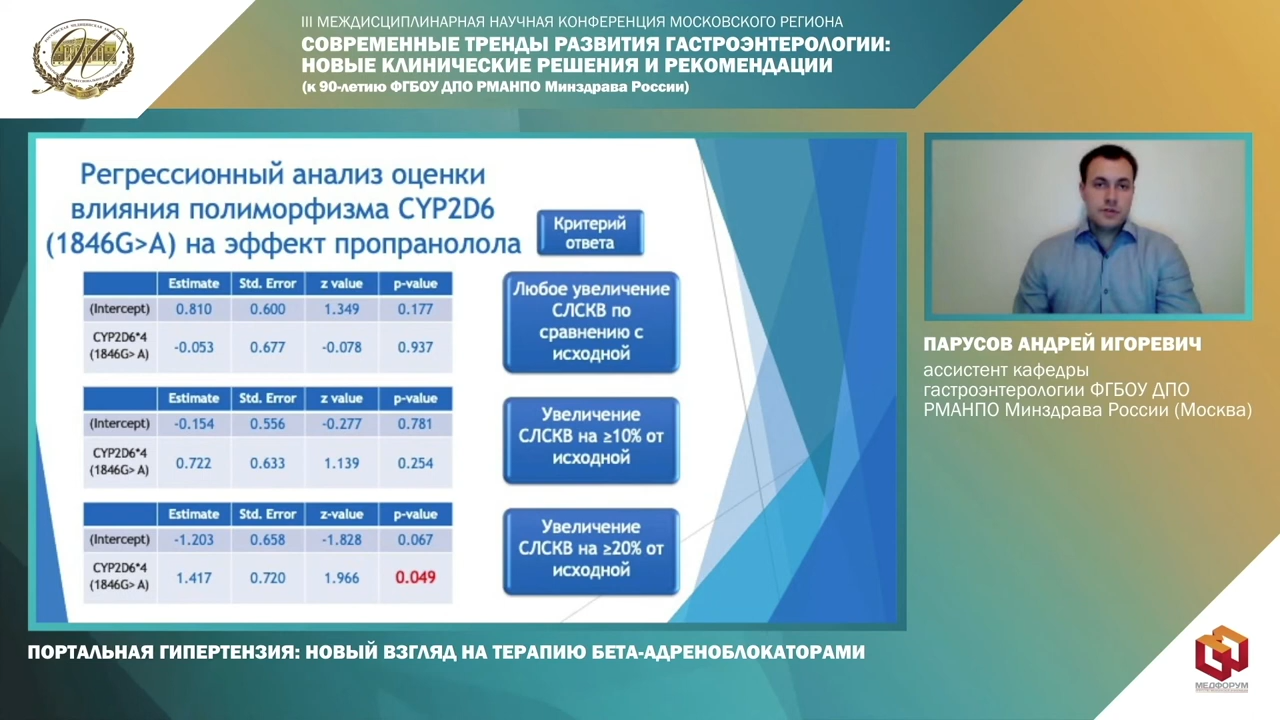 III МЕЖДИСЦИПЛИНАРНАЯ НАУЧНАЯ КОНФЕРЕНЦИЯ МОСКОВСКОГО РЕГИОНА
СОВРЕМЕННЫЕ ТРЕНДЫ РАЗВИТИЯ ГАСТРОЭНТЕРОЛОГИИ:
НОВЫЕ КЛИНИЧЕСКИЕ РЕШЕНИЯ И РЕКОМЕНДАЦИИ
(к 90-летию ФГБОУ ДПО РМАНПО Минздрава России)
Регрессионный анализ оценки
влияния полиморфизма CYP2D6
(1846G>A) на эффект пропранолола
Критерий
ответа
Estimate Std. Error z value p-value
(Intercept) 0.810 0.600 1.349 0.177
CYP2D6*4
(1846G> A) -0.053 0.677 -0.078 0.937
Любое увеличение
СЛСКВ по
сравнению с
исходной
Estimate Std. Error z value p-value
(Intercept) -0.154 0.556 -0.277 0.781
CYP2D6*4
(1846G> A) 0.722 0.633 1.139 0.254
Увеличение
СЛСКВ на ≥10% от
исходной
Estimate Std. Error z-value p-value
(Intercept) -1.203 0.658 -1.828 0.067
CYP2D6*4
(1846G> A) 1.417 0.720 1.966 0.049
Увеличение
СЛСКВ на ≥20% от
исходной
ПАРУСОВ АНДРЕЙ ИГОРЕВИЧ
ассистент кафедры
гастроэнтерологии ФГБОУ ДПО
РМАНПО Минздрава России (Москва)
ПОРТАЛЬНАЯ ГИПЕРТЕНЗИЯ: НОВЫЙ ВЗГЛЯД НА ТЕРАПИЮ БЕТА-АДРЕНОБЛОКАТОРАМИ
МЕДФОРУМ